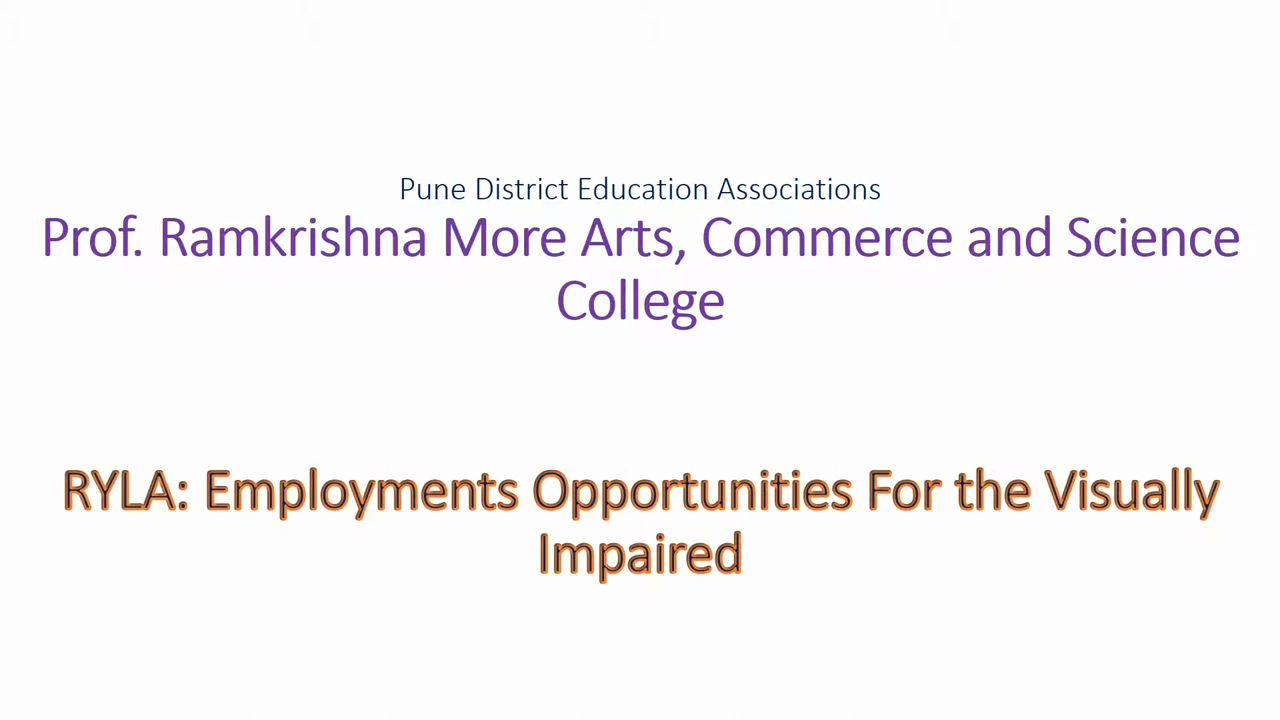 Pune District Education Associations
Prof. Ramkrishna More Arts, Commerce and Science
College
RYLA: Employments Opportunities For the Visually
Impaired